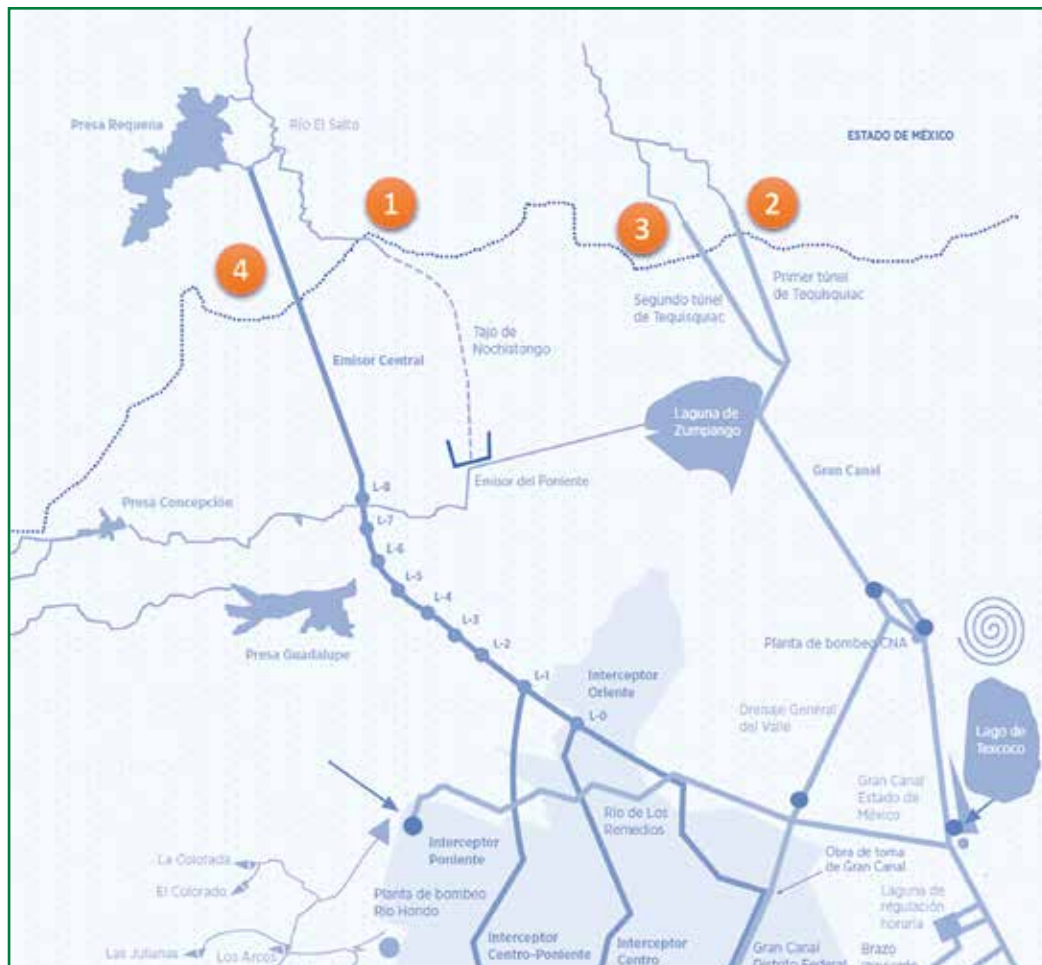 Presa Requena
Río El Salto
ESTADO DE MÉXICO
1
2
3
4
Primer túnel
de Tequisquiac
Segundo túnel
de Tequisquiac
Tajo de
Nochistongo
Emisor Central
Laguna de
Zumpango
Gran Canal
Emisor del Poniente
L-8
Presa Concepción
L-7
L-6
L-5
L-4
L-3
L-2
L-1
L-0
Presa Guadalupe
Planta de bombeo CNA
Interceptor
Oriente
Drenaje General
del Valle
Lago de
Texcoco
Gran Canal
Estado de
México
Río de Los
Remedios
Interceptor
Poniente
Obra de toma
de Gran Canal
La Colorada
El Colorado
Planta de bombeo
Río Hondo
Laguna de
regulación
horaria
Las Julianas
Los Arcos
Interceptor
Centro-Poniente
Interceptor
Centro
Gran Canal
Distrito Federal
Brazo